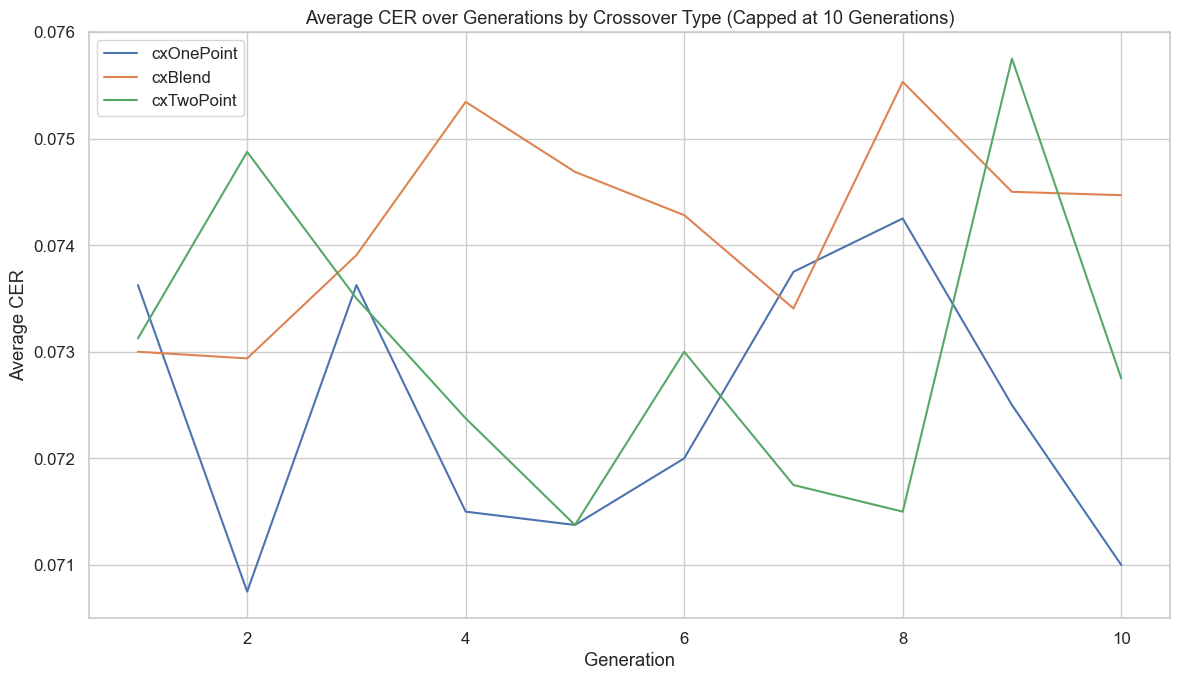 Average CER over Generations by Crossover Type (Capped at 10 Generations)
cxOnePoint
cxBlend
cxTwoPoint
0.076
0.075
0.074
0.073
0.072
0.071
Average CER
2 4 6 8 10
Generation